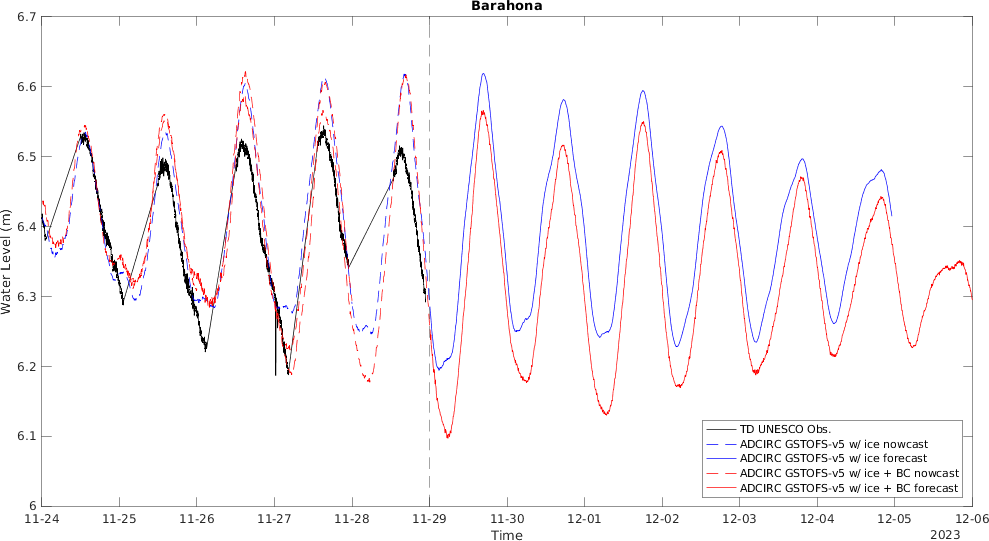 Barahona
6.7
6.6
6.5
6.4
6.3
6.2
6.1
6
Water Level (m)
11-24
11-25
11-26
11-27
11-28
11-29
11-30
12-01
12-02
12-03
12-04
12-05
12-06
Time
2023
TD UNESCO Obs.
ADCIRC GSTOFS-v5 w/ ice nowcast
ADCIRC GSTOFS-v5 w/ ice forecast
ADCIRC GSTOFS-v5 w/ ice + BC nowcast
ADCIRC GSTOFS-v5 w/ ice + BC forecast